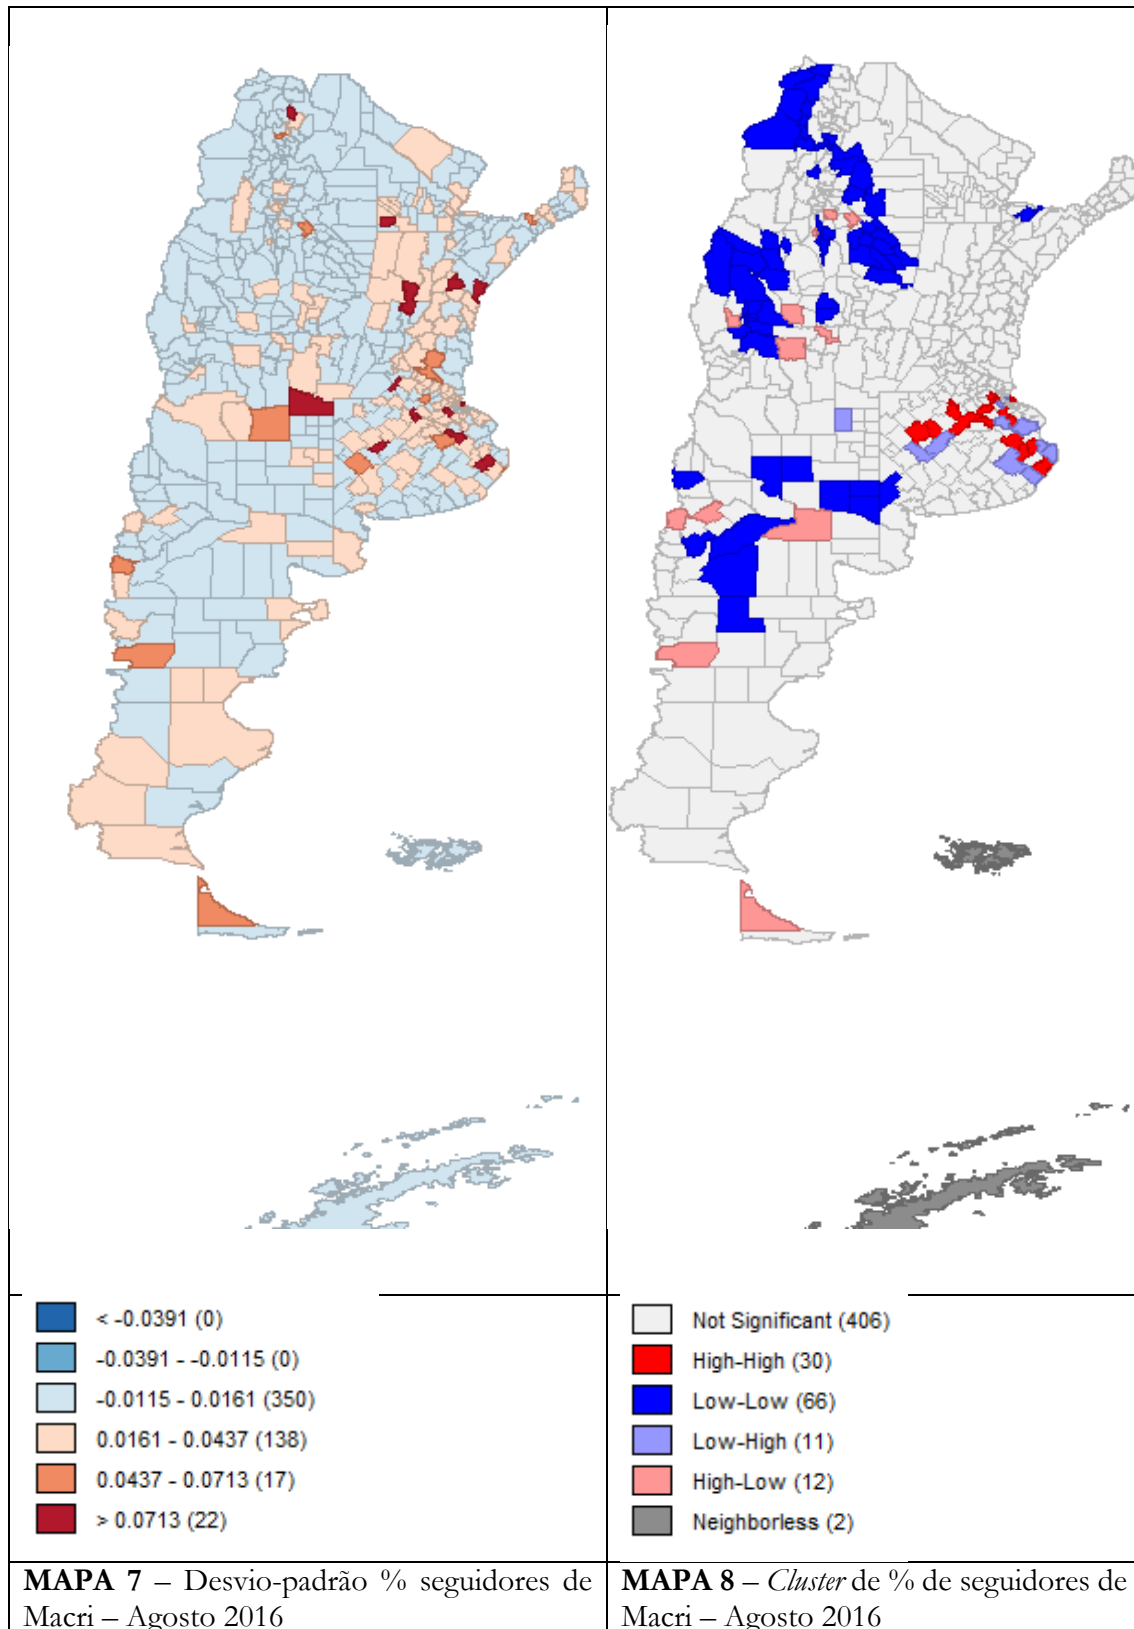 < -0.0391 (0)
-0.0391 - -0.0115 (0)
-0.0115 - 0.0161 (350)
0.0161 - 0.0437 (138)
0.0437 - 0.0713 (17)
> 0.0713 (22)
MAPA 7 – Desvio-padrão % seguidores de
Macri – Agosto 2016
Not Significant (406)
High-High (30)
Low-Low (66)
Low-High (11)
High-Low (12)
Neighborless (2)
MAPA 8 – Cluster de % de seguidores de
Macri – Agosto 2016